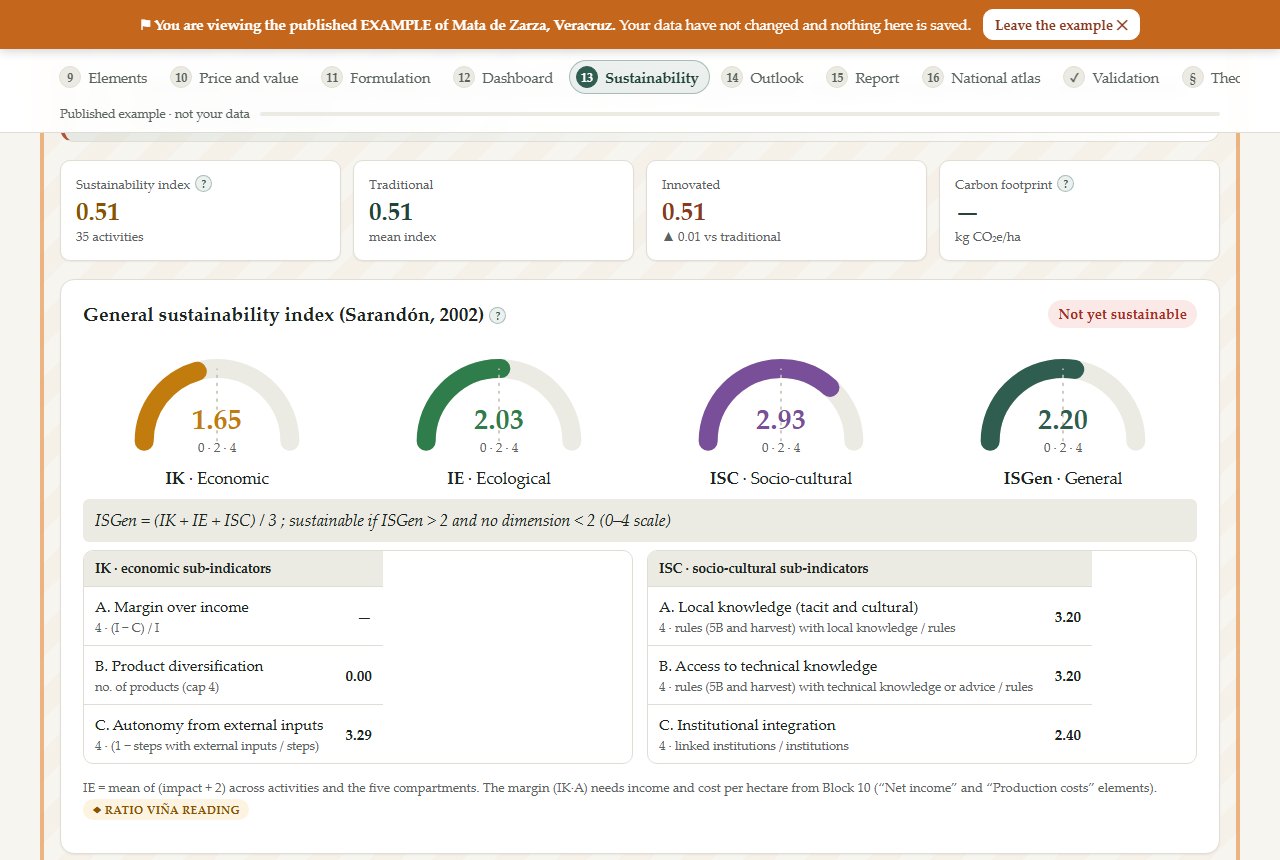 ⚑ You are viewing the published EXAMPLE of Mata de Zarza, Veracruz. Your data have not changed and nothing here is saved. Leave the example ✕
9 Elements 10 Price and value 11 Formulation 12 Dashboard 13 Sustainability 14 Outlook 15 Report 16 National atlas ✓ Validation §
Published example · not your data
Sustainability index ?
0.51
35 activities
Traditional
0.51
mean index
Innovated
0.51
▲ 0.01 vs traditional
Carbon footprint ?
—
kg CO₂e/ha
General sustainability index (Sarandón, 2002) ?
Not yet sustainable
1.65
0 · 2 · 4
IK · Economic
2.03
0 · 2 · 4
IE · Ecological
2.93
0 · 2 · 4
ISC · Socio-cultural
2.20
0 · 2 · 4
ISGen · General
ISGen = (IK + IE + ISC) / 3 ; sustainable if ISGen > 2 and no dimension < 2 (0–4 scale)
IK · economic sub-indicators
A. Margin over income
4 · (I − C) / I
—
B. Product diversification
no. of products (cap 4)
0.00
C. Autonomy from external inputs
4 · (1 − steps with external inputs / steps)
3.29
ISC · socio-cultural sub-indicators
A. Local knowledge (tacit and cultural)
4 · rules (5B and harvest) with local knowledge / rules
3.20
B. Access to technical knowledge
4 · rules (5B and harvest) with technical knowledge or advice / rules
3.20
C. Institutional integration
4 · linked institutions / institutions
2.40
IE = mean of (impact + 2) across activities and the five compartments. The margin (IK·A) needs income and cost per hectare from Block 10 (“Net income” and “Production costs” elements).
◆ RATIO VIÑA READING